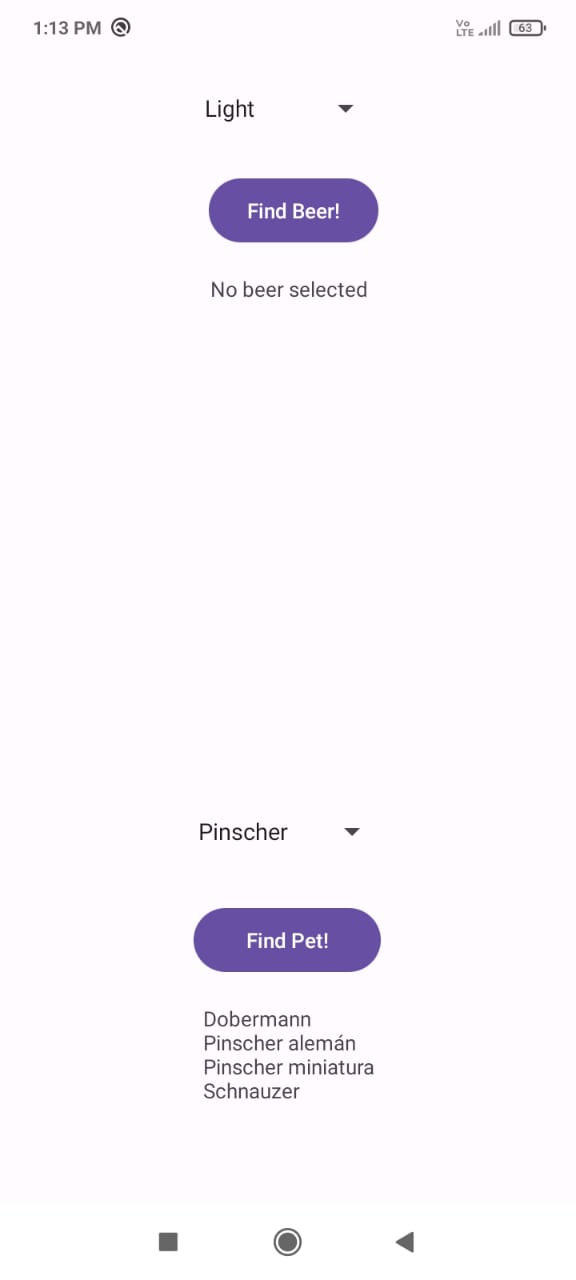 1:13 PM
Vo LTE
63
Light
Find Beer!
No beer selected
Pinscher
Find Pet!
Dobermann
Pinscher alemán
Pinscher miniatura
Schnauzer